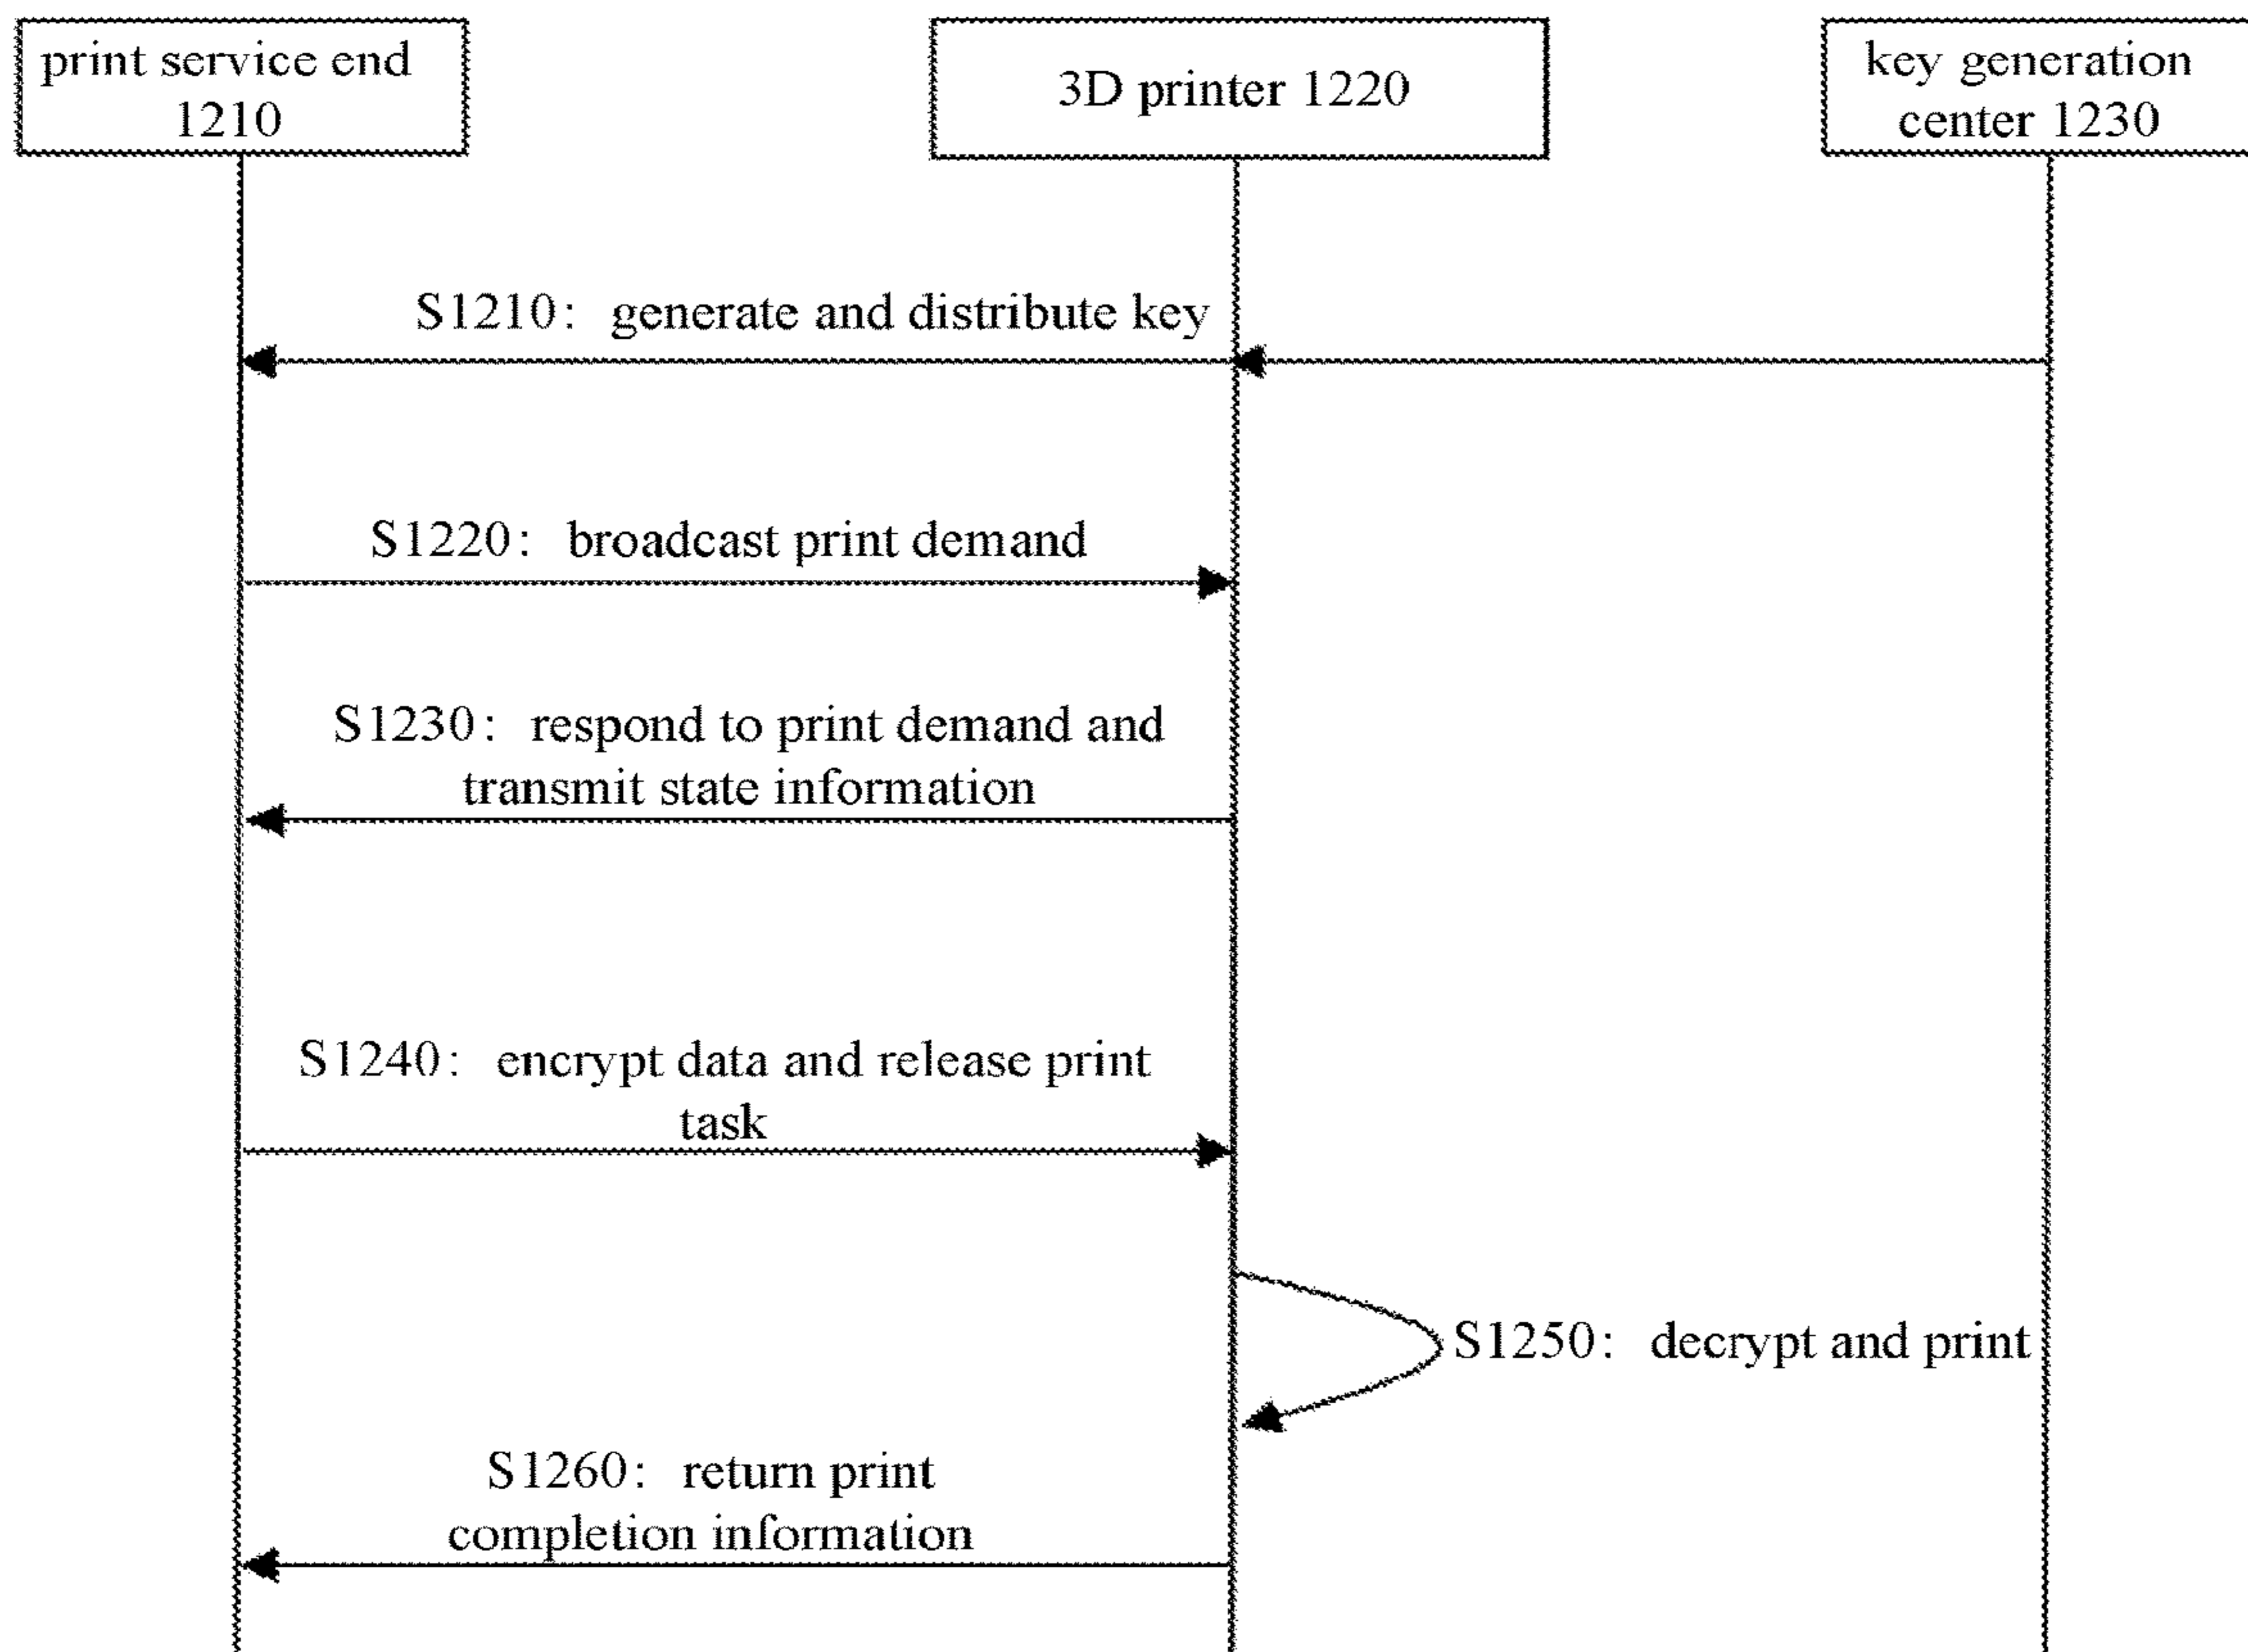 print service end
1210
3D printer 1220
key generation
center 1230
S1210: generate and distribute key
S1220: broadcast print demand
S1230: respond to print demand and
transmit state information
S1240: encrypt data and release print
task
S1250: decrypt and print
S1260: return print
completion information